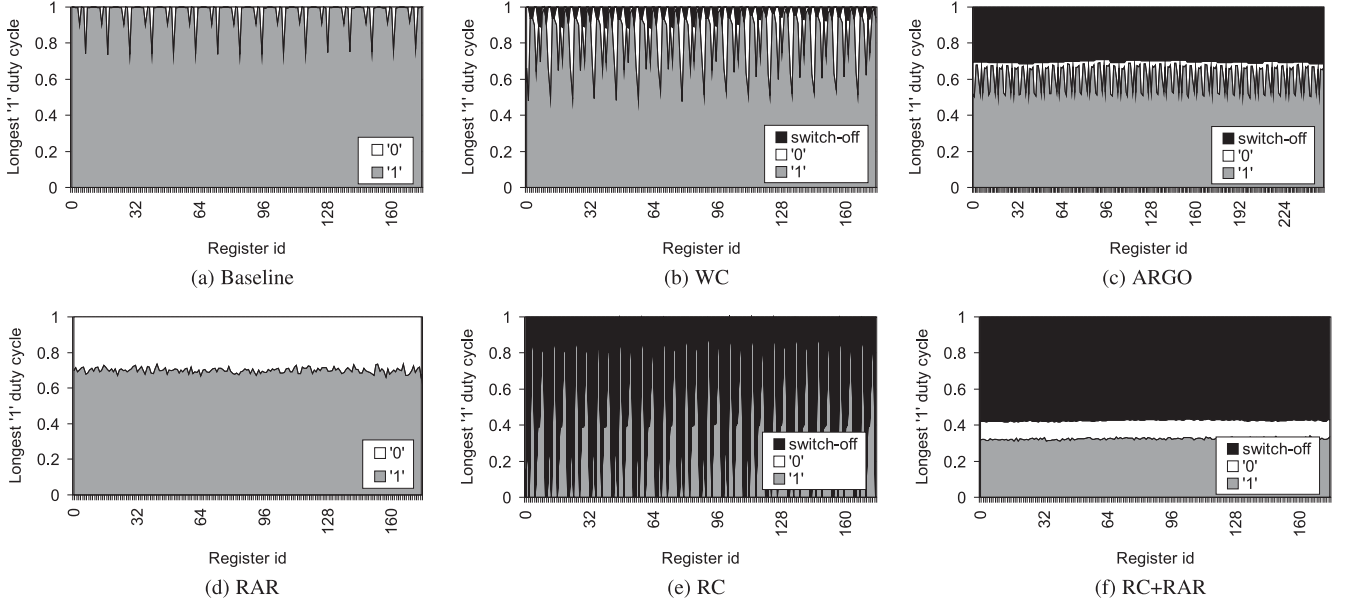 Longest '1' duty cycle
1
0.8
0.6
0.4
0.2
0
'0'
'1'
0 32 64 96 128 160
Register id
(a) Baseline
Longest '1' duty cycle
1
0.8
0.6
0.4
0.2
0
switch-off
'0'
'1'
0 32 64 96 128 160
Register id
(b) WC
Longest '1' duty cycle
1
0.8
0.6
0.4
0.2
0
switch-off
'0'
'1'
0 32 64 96 128 160 192 224
Register id
(c) ARGO
Longest '1' duty cycle
1
0.8
0.6
0.4
0.2
0
'0'
'1'
0 32 64 96 128 160
Register id
(d) RAR
Longest '1' duty cycle
1
0.8
0.6
0.4
0.2
0
switch-off
'0'
'1'
0 32 64 96 128 160
Register id
(e) RC
Longest '1' duty cycle
1
0.8
0.6
0.4
0.2
0
switch-off
'0'
'1'
0 32 64 96 128 160
Register id
(f) RC+RAR